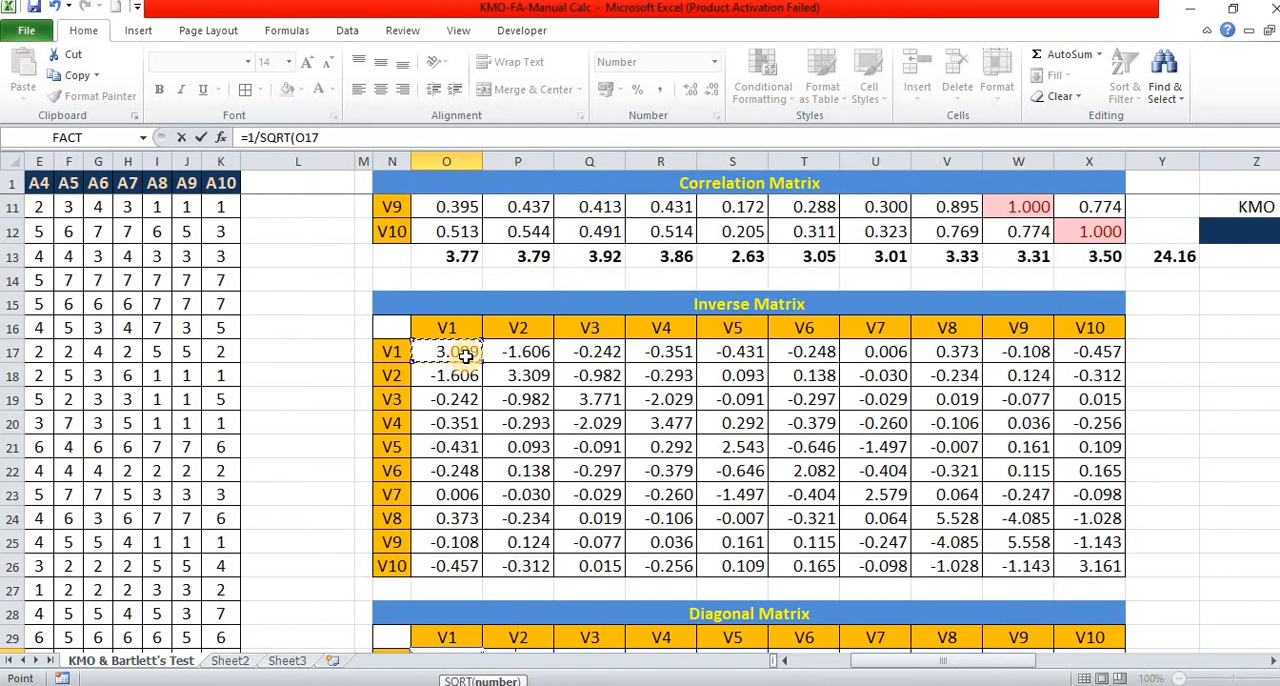 KMO-FA-Manual Calc - Microsoft Excel (Product Activation Failed)
File Home Insert Page Layout Formulas Data Review View Developer
Cut
Copy
Format Painter
Paste
Clipboard
14
Font
Wrap Text
Merge & Center
Alignment
Number
Number
Conditional Formatting
Format as Table
Cell Styles
Styles
Insert Delete Format
Cells
AutoSum
Fill
Clear
Sort & Filter
Find & Select
Editing
FACT =1/SQRT(O17
E F G H I J K L M N O P Q R S T U V W X Y Z
1 A4 A5 A6 A7 A8 A9 A10 Correlation Matrix
11 2 3 4 3 1 1 1 V9 0.395 0.437 0.413 0.431 0.172 0.288 0.300 0.895 1.000 0.774 KMO
12 5 6 7 7 6 5 3 V10 0.513 0.544 0.491 0.514 0.205 0.311 0.323 0.769 0.774 1.000
13 4 4 3 4 3 3 3 3.77 3.79 3.92 3.86 2.63 3.05 3.01 3.33 3.31 3.50 24.16
14 5 7 7 7 7 7 7
15 5 6 6 6 7 7 7 Inverse Matrix
16 4 5 3 4 7 3 5 V1 V2 V3 V4 V5 V6 V7 V8 V9 V10
17 2 2 4 2 5 5 2 V1 -1.606 -0.242 -0.351 -0.431 -0.248 0.006 0.373 -0.108 -0.457
18 2 5 3 6 1 1 1 V2 -1.606 3.309 -0.982 -0.293 0.093 0.138 -0.030 -0.234 0.124 -0.312
19 5 2 3 3 1 1 5 V3 -0.242 -0.982 3.771 -2.029 -0.091 -0.297 -0.029 0.019 -0.077 0.015
20 3 7 3 5 1 1 1 V4 -0.351 -0.293 -2.029 3.477 0.292 -0.379 -0.260 -0.106 0.036 -0.256
21 6 4 6 6 7 7 6 V5 -0.431 0.093 -0.091 0.292 2.543 -0.646 -1.497 -0.007 0.161 0.109
22 4 4 4 2 2 2 2 V6 -0.248 0.138 -0.297 -0.379 -0.646 2.082 -0.404 -0.321 0.115 0.165
23 5 7 7 5 3 3 3 V7 0.006 -0.030 -0.029 -0.260 -1.497 -0.404 2.579 0.064 -0.247 -0.098
24 4 6 3 6 7 7 6 V8 0.373 -0.234 0.019 -0.106 -0.007 -0.321 0.064 5.528 -4.085 -1.028
25 4 5 5 4 1 1 1 V9 -0.108 0.124 -0.077 0.036 0.161 0.115 -0.247 -4.085 5.558 -1.143
26 3 2 2 2 5 5 4 V10 -0.457 -0.312 0.015 -0.256 0.109 0.165 -0.098 -1.028 -1.143 3.161
27 1 2 2 2 3 3 2
28 4 5 5 4 5 3 7 Diagonal Matrix
29 6 5 6 6 6 5 5 V1 V2 V3 V4 V5 V6 V7 V8 V9 V10
KMO & Bartlett's Test Sheet2 Sheet3
Point SQRT(number) 100%